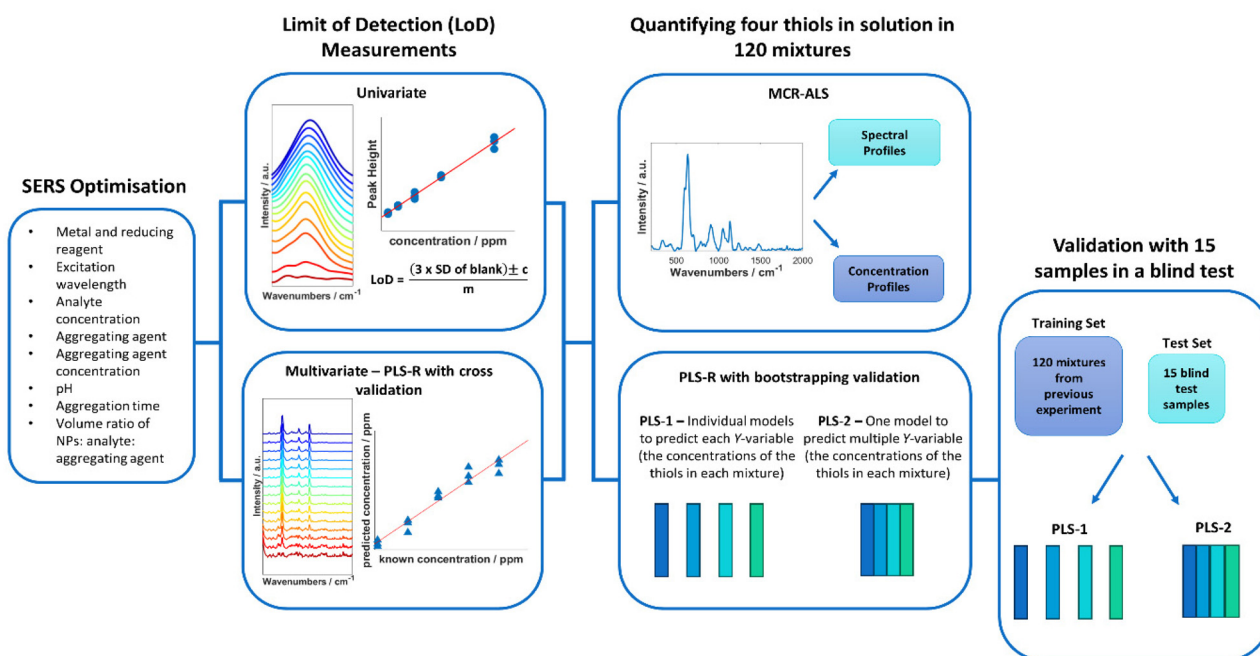 SERS Optimisation
• Metal and reducing
reagent
• Excitation
wavelength
• Analyte
concentration
• Aggregating agent
• Aggregating agent
concentration
• pH
• Aggregation time
• Volume ratio of
NPs: analyte:
aggregating agent
Limit of Detection (LoD)
Measurements
Univariate
Intensity / a.u.
Wavenumbers / cm-1
Peak Height
concentration / ppm
LoD = (3 x SD of blank)± c
m
Multivariate – PLS-R with cross
validation
Intensity / a.u.
Wavenumbers / cm-1
predicted concentration / ppm
known concentration / ppm
Quantifying four thiols in solution in
120 mixtures
MCR-ALS
Intensity / a.u.
500 1000 1500 2000
Wavenumbers / cm-1
Spectral
Profiles
Concentration
Profiles
PLS-R with bootstrapping validation
PLS-1 – Individual models
to predict each Y-variable
(the concentrations of the
thiols in each mixture)
PLS-2 – One model to
predict multiple Y-variable
(the concentrations of the
thiols in each mixture)
Validation with 15
samples in a blind test
Training Set
120 mixtures
from
previous
experiment
Test Set
15 blind
test
samples
PLS-1
PLS-2